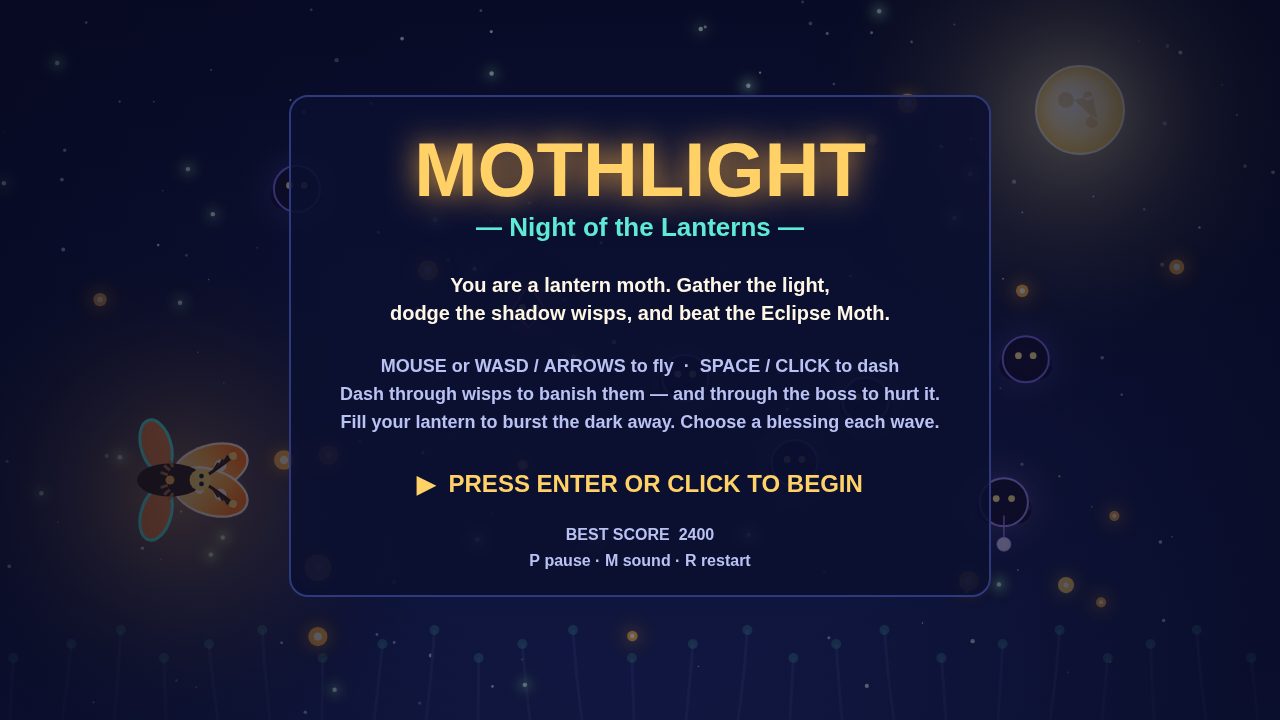 MOTHLIGHT
— Night of the Lanterns —
You are a lantern moth. Gather the light,
dodge the shadow wisps, and beat the Eclipse Moth.
MOUSE or WASD / ARROWS to fly · SPACE / CLICK to dash
Dash through wisps to banish them — and through the boss to hurt it.
Fill your lantern to burst the dark away. Choose a blessing each wave.
▶ PRESS ENTER OR CLICK TO BEGIN
BEST SCORE 2400
P pause · M sound · R restart